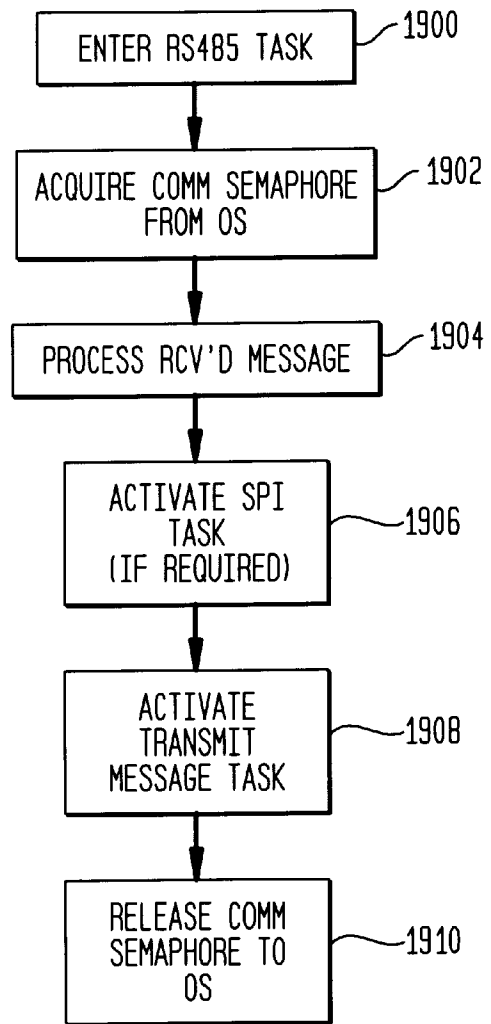 ENTER RS485 TASK
1900
ACQUIRE COMM SEMAPHORE
FROM OS
1902
PROCESS RCV'D MESSAGE
1904
ACTIVATE SPI
TASK
(IF REQUIRED)
1906
ACTIVATE
TRANSMIT
MESSAGE TASK
1908
RELEASE COMM
SEMAPHORE TO
OS
1910